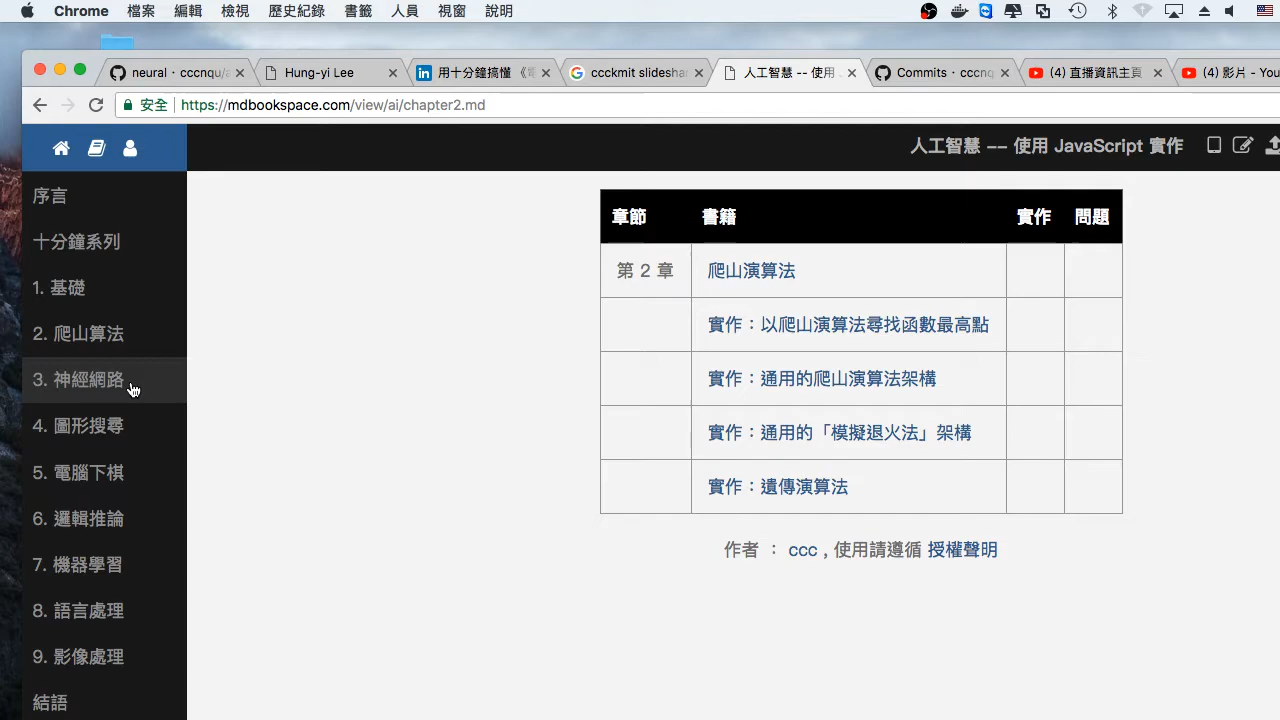 Chrome 檔案 編輯 檢視 歷史紀錄 書籤 人員 視窗 說明
neural · cccnqu/a Hung-yi Lee 用十分鐘搞懂 《 ccckmit slideshar 人工智慧 -- 使用 Commits · cccnq (4) 直播資訊主頁 (4) 影片 - You
安全 https://mdbookspace.com/view/ai/chapter2.md
人工智慧 -- 使用 JavaScript 實作
序言
十分鐘系列
1. 基礎
2. 爬山算法
3. 神經網路
4. 圖形搜尋
5. 電腦下棋
6. 邏輯推論
7. 機器學習
8. 語言處理
9. 影像處理
結語
章節 書籍 實作 問題
第 2 章 爬山演算法
實作：以爬山演算法尋找函數最高點
實作：通用的爬山演算法架構
實作：通用的「模擬退火法」架構
實作：遺傳演算法
作者 ： ccc , 使用請遵循 授權聲明